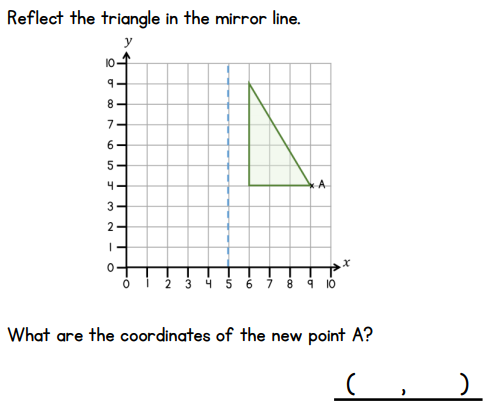 Reflect the triangle in the mirror line.
y
10
9
8
7
6
5
4
3
2
1
0
A
x
0 1 2 3 4 5 6 7 8 9 10
What are the coordinates of the new point A?
( , )